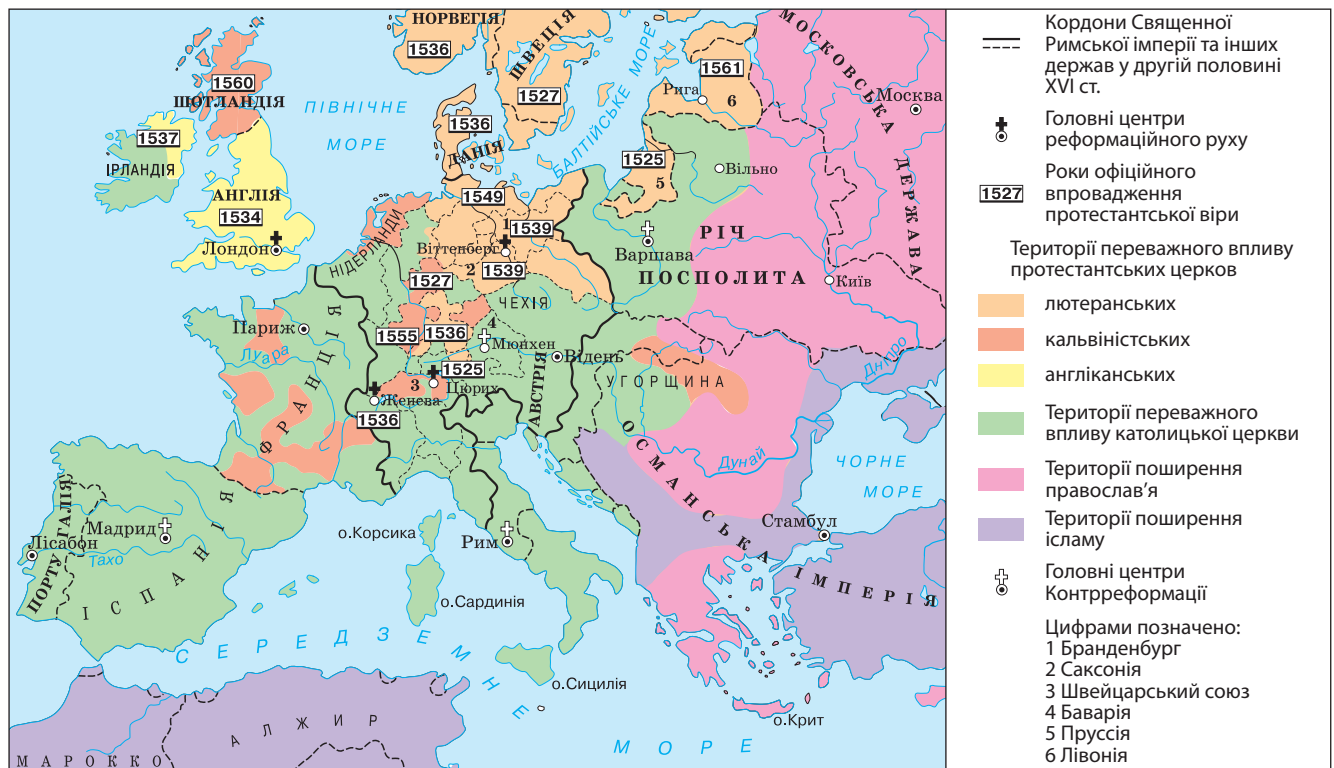 НОРВЕГІЯ
1536
ШВЕЦІЯ
1527
БАЛТІЙСЬКЕ МОРЕ
1561
Рига
6
МОСКОВСЬКА
ДЕРЖАВА
Москва
1560
ШОТЛАНДІЯ
ПІВНІЧНЕ
МОРЕ
1537
ІРЛАНДІЯ
АНГЛІЯ
1534
Лондон
1536
ДАНІЯ
1525
5
Вільно
1549
НІДЕРЛАНДИ
1
1539
Віттенберг
2
1539
1527
Варшава
РІЧ
ПОСПОЛИТА
Київ
ЧЕХІЯ
Париж
Луара
ФРАНЦІЯ
1555
1536
4
Мюнхен
Відень
1525
3
Цюрих
Женева
1536
АВСТРІЯ
УГОРЩИНА
Дніпро
Дунай
ОСМАНСЬКА ІМПЕРІЯ
ЧОРНЕ
МОРЕ
Стамбул
ПОРТУГАЛІЯ
Мадрид
Лісабон
Тахо
ІСПАНІЯ
о.Корсика
Рим
о.Сардинія
о.Сицилія
о.Крит
СЕРЕДЗЕМНЕ
МОРЕ
АЛЖИР
МАРОККО
Кордони Священної
Римської імперії та інших
держав у другій половині
XVI ст.
Головні центри
реформаційного руху
1527
Роки офіційного
впровадження
протестантської віри
Території переважного впливу
протестантських церков
лютеранських
кальвіністських
англіканських
Території переважного
впливу католицької церкви
Території поширення
православ’я
Території поширення
ісламу
Головні центри
Контрреформації
Цифрами позначено:
1 Бранденбург
2 Саксонія
3 Швейцарський союз
4 Баварія
5 Пруссія
6 Лівонія